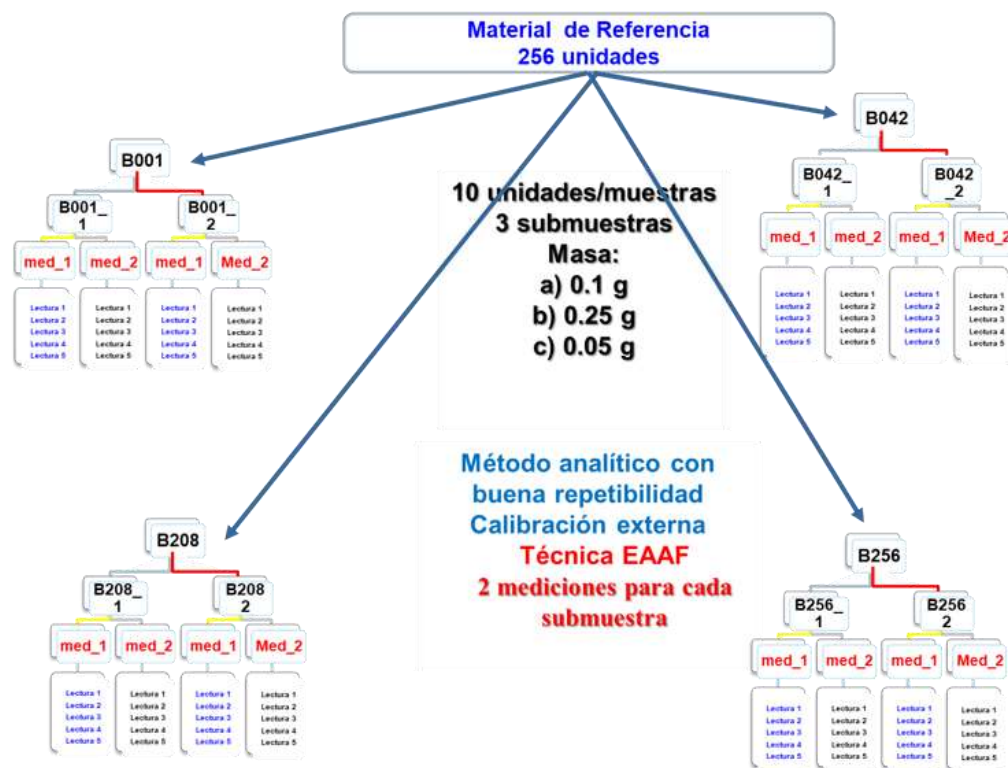 Material de Referencia
256 unidades
B001
B001_
1
B001_
2
med_1
med_2
med_1
Med_2
Lectura 1
Lectura 2
Lectura 3
Lectura 4
Lectura 5
Lectura 1
Lectura 2
Lectura 3
Lectura 4
Lectura 5
Lectura 1
Lectura 2
Lectura 3
Lectura 4
Lectura 5
Lectura 1
Lectura 2
Lectura 3
Lectura 4
Lectura 5
10 unidades/muestras
3 submuestras
Masa:
a) 0.1 g
b) 0.25 g
c) 0.05 g
B042
B042_
1
B042
_2
med_1
med_2
med_1
Med_2
Lectura 1
Lectura 2
Lectura 3
Lectura 4
Lectura 5
Lectura 1
Lectura 2
Lectura 3
Lectura 4
Lectura 5
Lectura 1
Lectura 2
Lectura 3
Lectura 4
Lectura 5
Lectura 1
Lectura 2
Lectura 3
Lectura 4
Lectura 5
B208
B208_
1
B208
2
med_1
med_2
med_1
Med_2
Lectura 1
Lectura 2
Lectura 3
Lectura 4
Lectura 5
Lectura 1
Lectura 2
Lectura 3
Lectura 4
Lectura 5
Lectura 1
Lectura 2
Lectura 3
Lectura 4
Lectura 5
Lectura 1
Lectura 2
Lectura 3
Lectura 4
Lectura 5
Método analítico con
buena repetibilidad
Calibración externa
Técnica EAAF
2 mediciones para cada
submuestra
B256
B256_
1
B256
2
med_1
med_2
med_1
Med_2
Lectura 1
Lectura 2
Lectura 3
Lectura 4
Lectura 5
Lectura 1
Lectura 2
Lectura 3
Lectura 4
Lectura 5
Lectura 1
Lectura 2
Lectura 3
Lectura 4
Lectura 5
Lectura 1
Lectura 2
Lectura 3
Lectura 4
Lectura 5